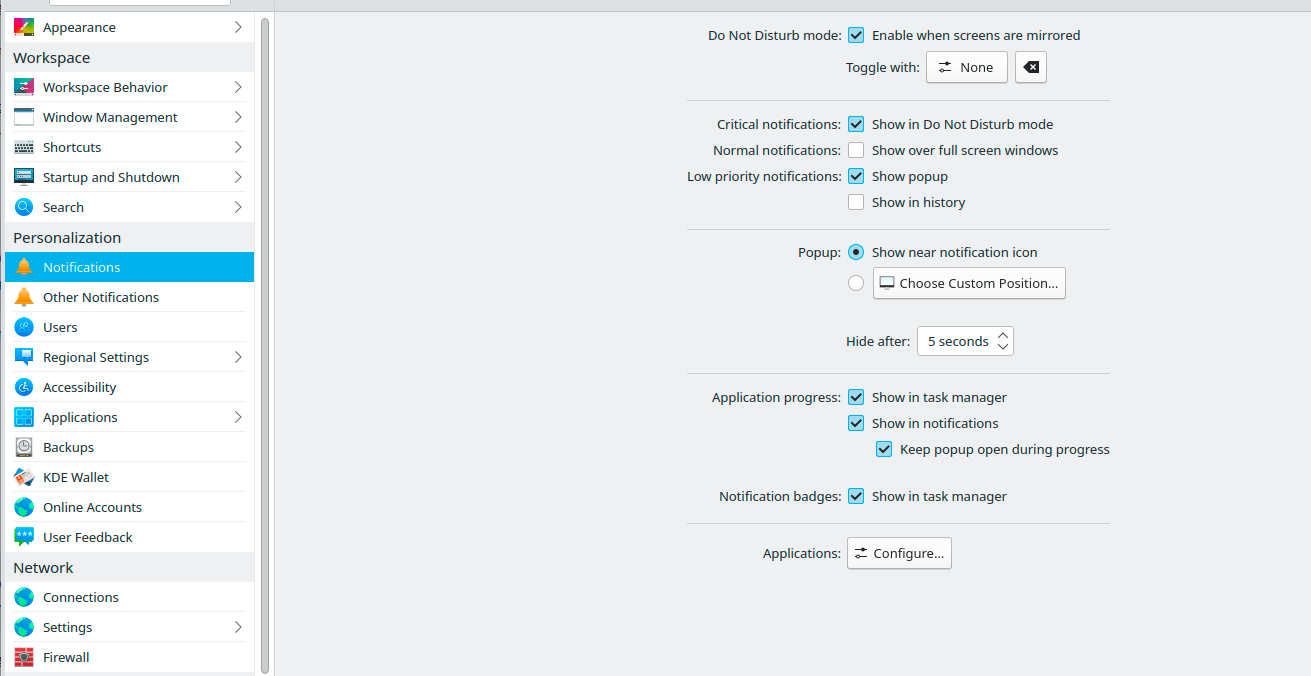 Appearance
Workspace
Workspace Behavior
Window Management
Shortcuts
Startup and Shutdown
Search
Personalization
Notifications
Other Notifications
Users
Regional Settings
Accessibility
Applications
Backups
KDE Wallet
Online Accounts
User Feedback
Network
Connections
Settings
Firewall
Do Not Disturb mode: Enable when screens are mirrored
Toggle with: None
Critical notifications: Show in Do Not Disturb mode
Normal notifications: Show over full screen windows
Low priority notifications: Show popup
Show in history
Popup: Show near notification icon
Choose Custom Position...
Hide after: 5 seconds
Application progress: Show in task manager
Show in notifications
Keep popup open during progress
Notification badges: Show in task manager
Applications: Configure...